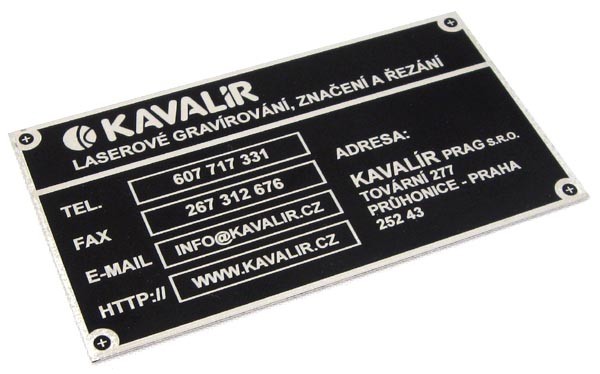 KAVALÍR
LASEROVÉ GRAVÍROVÁNÍ, ZNAČENÍ A ŘEZÁNÍ
TEL. 607 717 331
FAX 267 312 676
E-MAIL INFO@KAVALIR.CZ
HTTP:// WWW.KAVALIR.CZ
ADRESA:
KAVALÍR PRAG S.R.O.
TOVÁRNÍ 277
PRŮHONICE - PRAHA
252 43